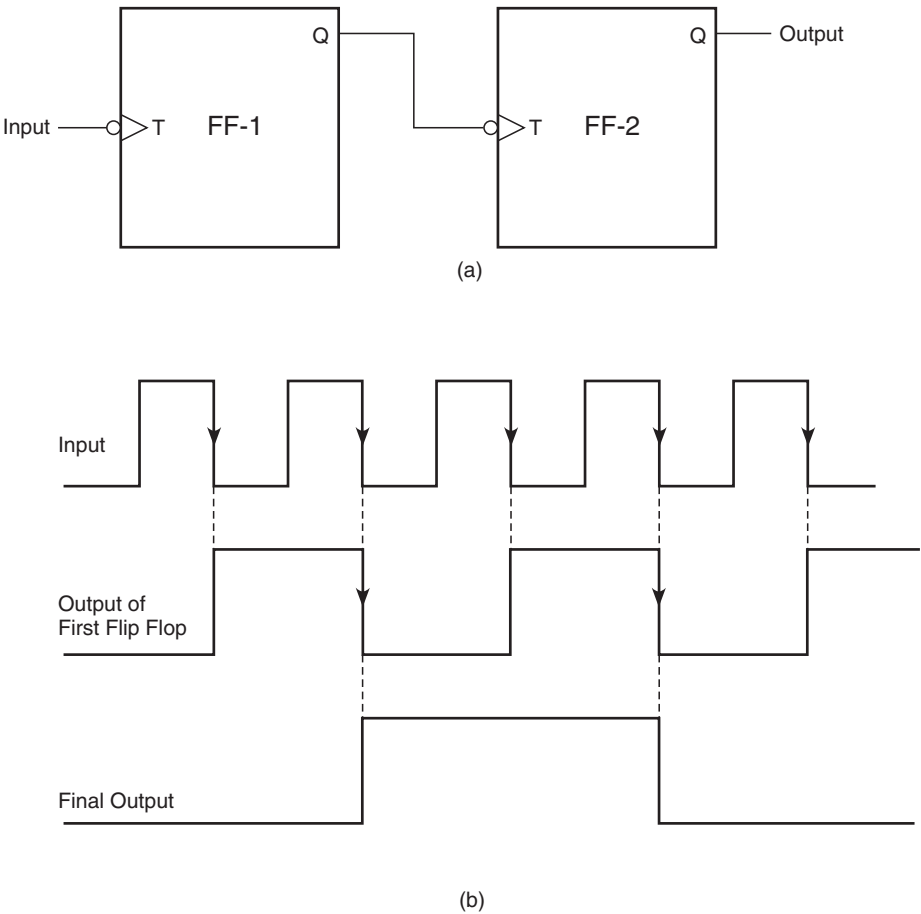 Q
Q
Output
Input
T
FF-1
T
FF-2
(a)
Input
Output of
First Flip Flop
Final Output
(b)